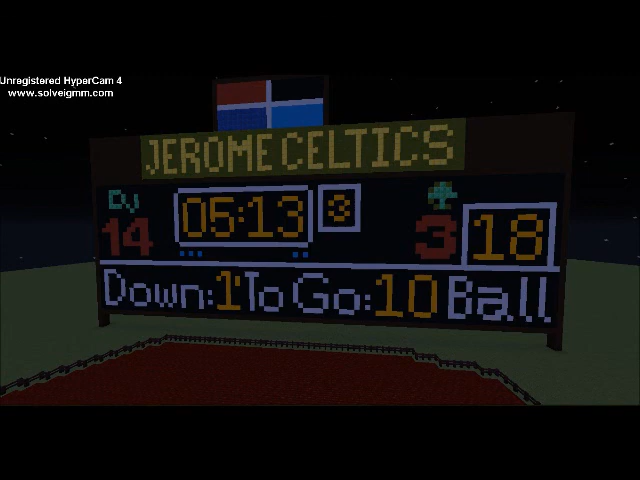 Unregistered HyperCam 4
www.solveigmm.com
JEROME CELTICS
DJ 05:13 3
14 3 18
Down:1 To Go:10 Ball